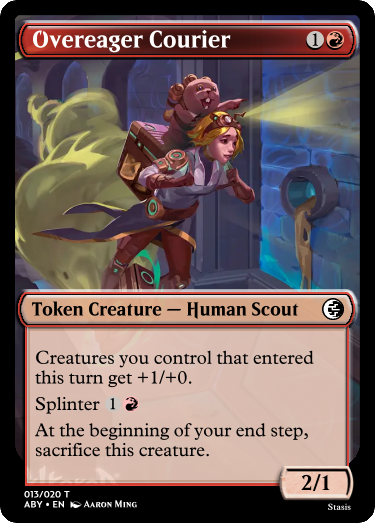 Overeager Courier 1
Token Creature — Human Scout
Creatures you control that entered
this turn get +1/+0.
Splinter 1
At the beginning of your end step,
sacrifice this creature.
2/1
013/020 T
ABY • EN Aaron Ming
Stasis